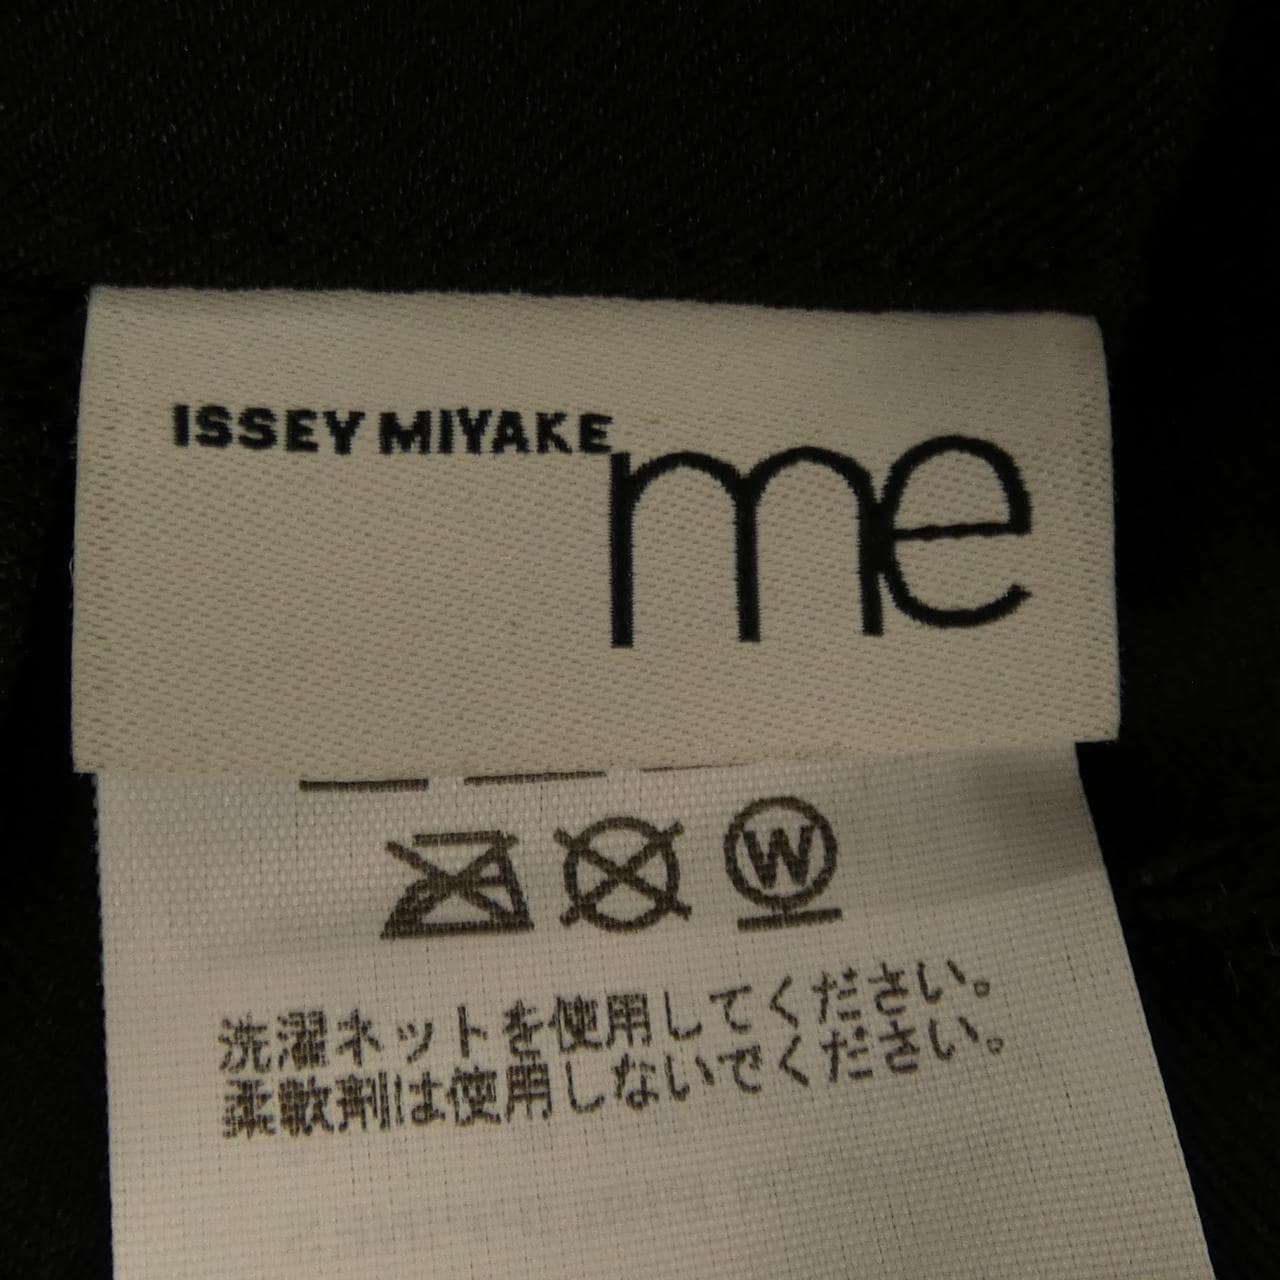 ISSEY MIYAKE
me
W
洗濯ネットを使用してください。
柔軟剤は使用しないでください。